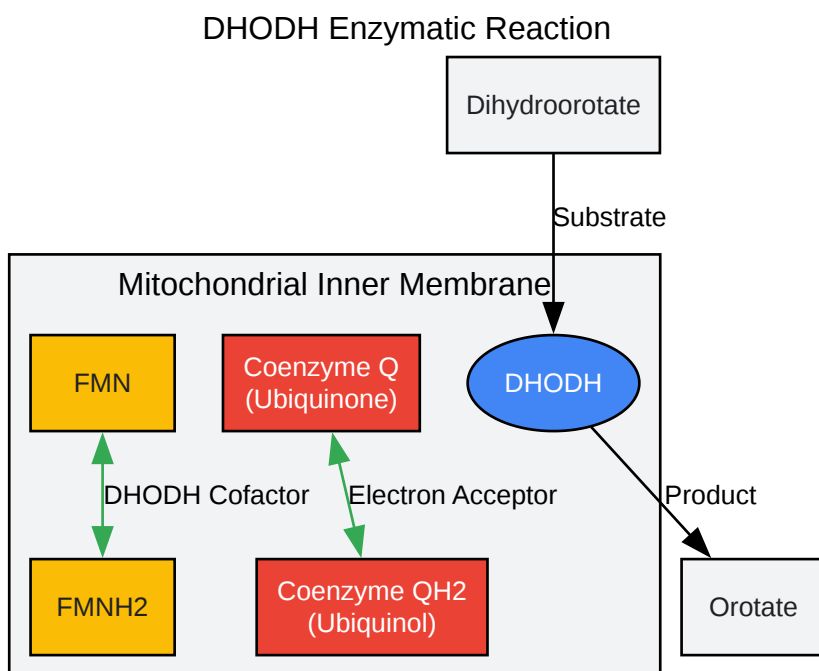 DHODH Enzymatic Reaction
Dihydroorotate
Substrate
Mitochondrial Inner Membrane
FMN
Coenzyme Q
(Ubiquinone)
DHODH
DHODH Cofactor
Electron Acceptor
Product
FMNH2
Coenzyme QH2
(Ubiquinol)
Orotate